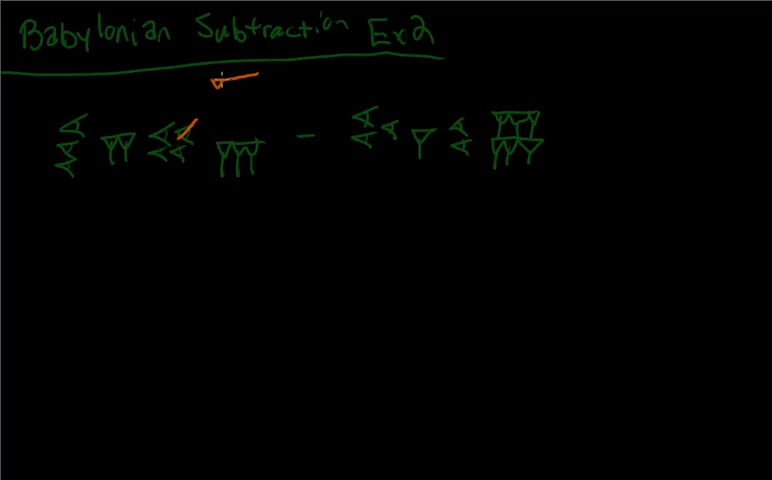 Babylonian Subtraction Ex2
𒌍 𒐖 𒐏 𒐗 - 𒌍 𒐕 𒎙 𒐚